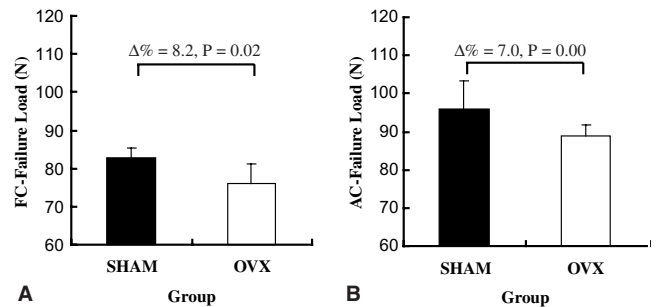 120
110
100
90
80
70
60
FC-Failure Load (N)
Δ% = 8.2, P = 0.02
SHAM OVX
A Group
120
110
100
90
80
70
60
AC-Failure Load (N)
Δ% = 7.0, P = 0.00
SHAM OVX
B Group